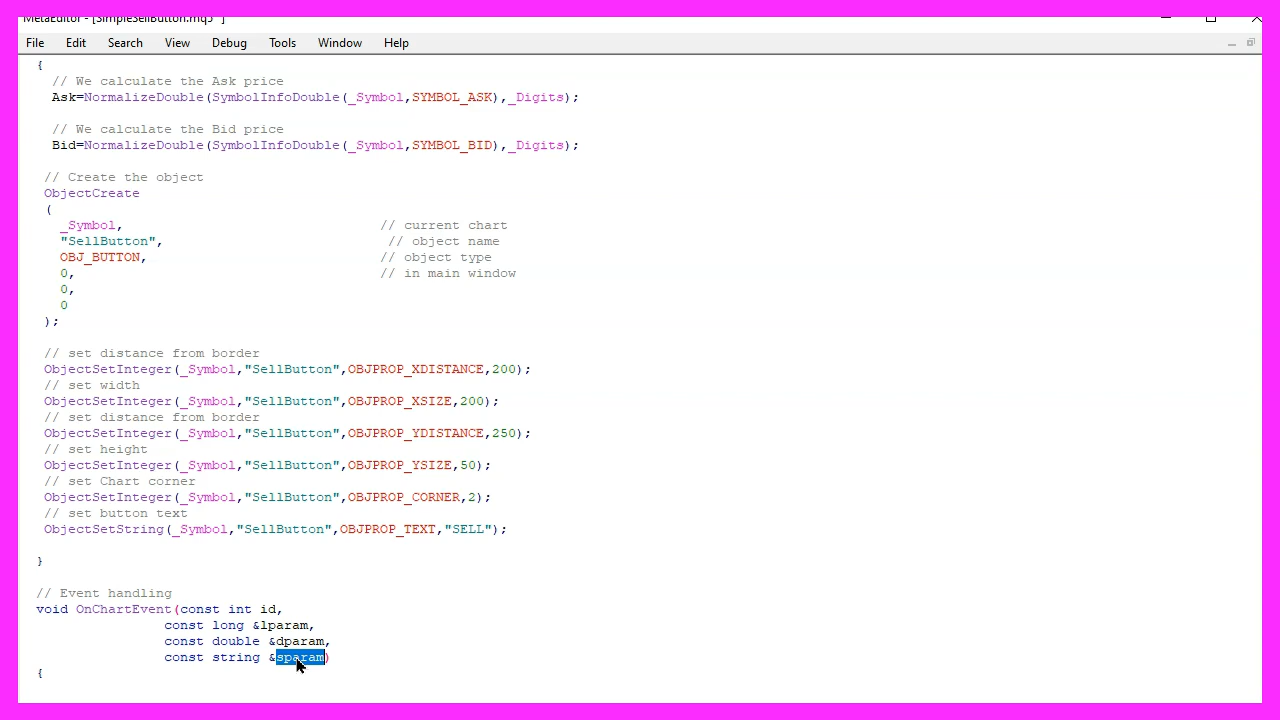 MetaEditor - [SimpleSellButton.mq5 *]
File Edit Search View Debug Tools Window Help
{
// We calculate the Ask price
Ask=NormalizeDouble(SymbolInfoDouble(_Symbol,SYMBOL_ASK),_Digits);
// We calculate the Bid price
Bid=NormalizeDouble(SymbolInfoDouble(_Symbol,SYMBOL_BID),_Digits);
// Create the object
ObjectCreate
(
_Symbol, // current chart
"SellButton", // object name
OBJ_BUTTON, // object type
0, // in main window
0,
0
);
// set distance from border
ObjectSetInteger(_Symbol,"SellButton",OBJPROP_XDISTANCE,200);
// set width
ObjectSetInteger(_Symbol,"SellButton",OBJPROP_XSIZE,200);
// set distance from border
ObjectSetInteger(_Symbol,"SellButton",OBJPROP_YDISTANCE,250);
// set height
ObjectSetInteger(_Symbol,"SellButton",OBJPROP_YSIZE,50);
// set Chart corner
ObjectSetInteger(_Symbol,"SellButton",OBJPROP_CORNER,2);
// set button text
ObjectSetString(_Symbol,"SellButton",OBJPROP_TEXT,"SELL");
}
// Event handling
void OnChartEvent(const int id,
const long &lparam,
const double &dparam,
const string &sparam)
{